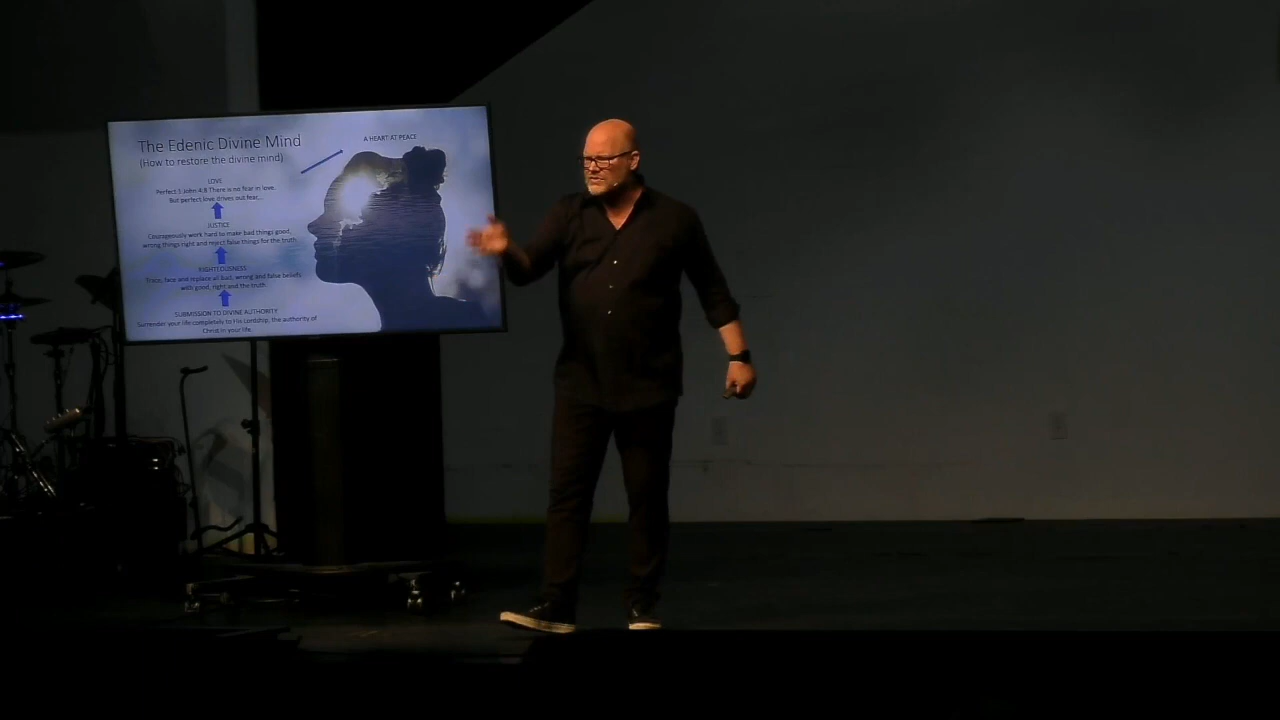 The Edenic Divine Mind
(How to restore the divine mind)
A HEART AT PEACE
LOVE
Perfect 1 John 4:8 There is no fear in love.
But perfect love drives out fear...
JUSTICE
Courageously work hard to make bad things good,
wrong things right and reject false things for the truth.
RIGHTEOUSNESS
Trace, face and replace all bad, wrong and false beliefs
with good, right and the truth.
SUBMISSION TO DIVINE AUTHORITY
Surrender your life completely to His Lordship, the authority of
Christ in your life.